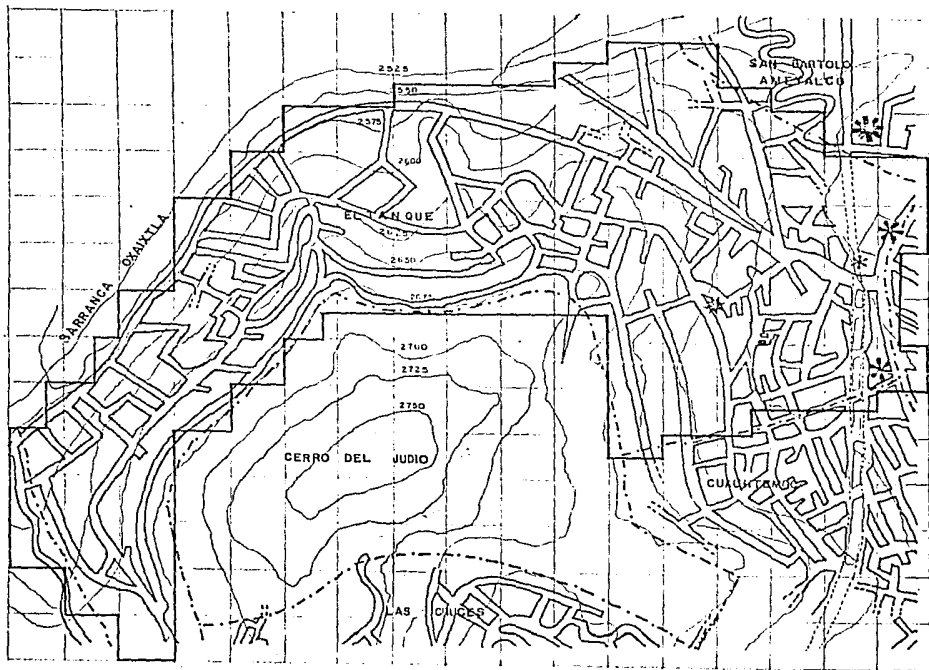 2525
2575
2600
SAN BARTOLO
AMEYALCO
EL TANQUE
2650
BARRANCA OXAIXTLA
2700
2725
2750
CERRO DEL JUDIO
CUAUHTEMOC
LAS CRUCES